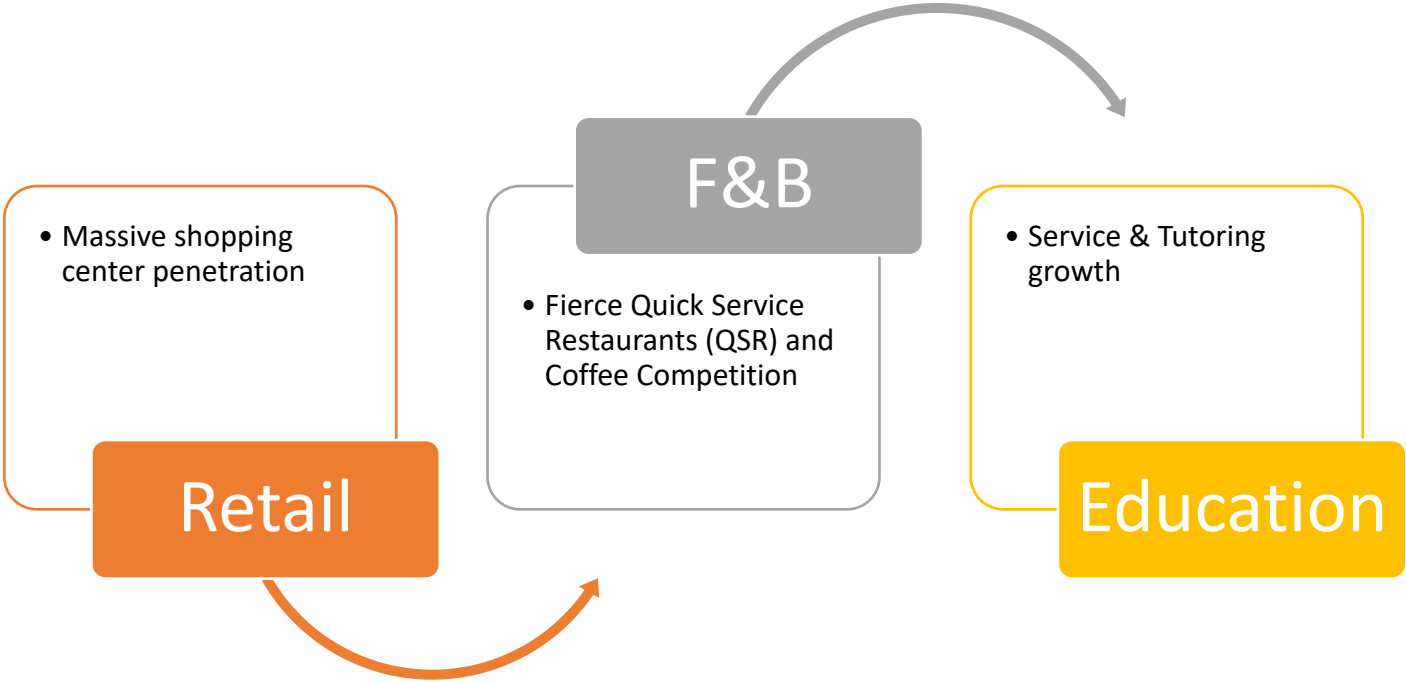 • Massive shopping
center penetration
Retail
F&B
• Fierce Quick Service
Restaurants (QSR) and
Coffee Competition
• Service & Tutoring
growth
Education